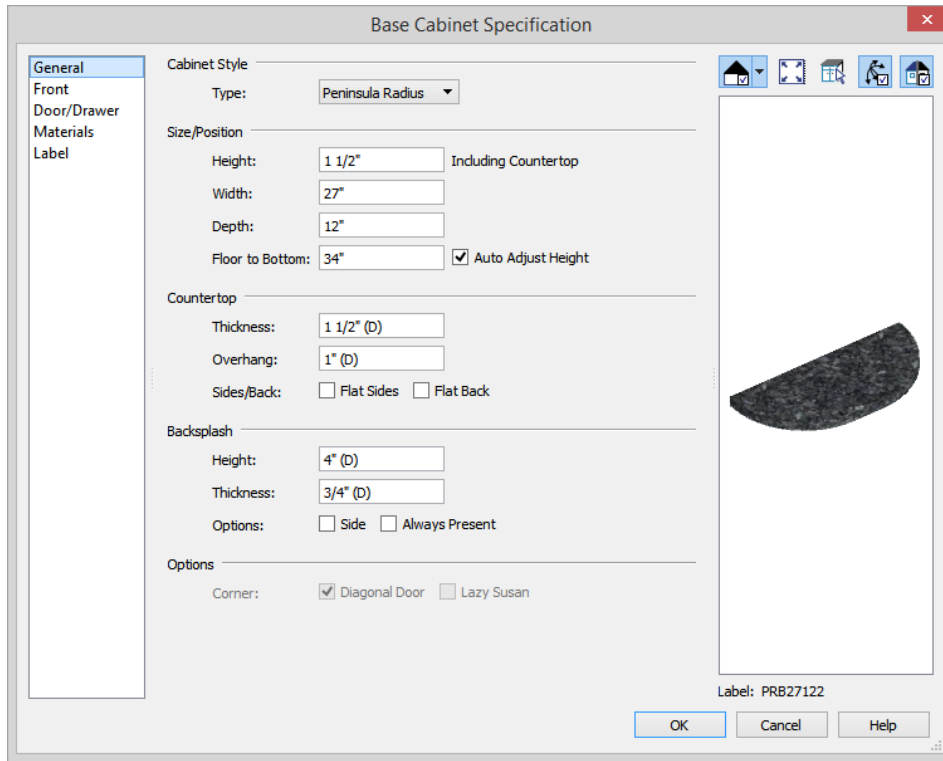 Base Cabinet Specification
General
Front
Door/Drawer
Materials
Label
Cabinet Style
Type: Peninsula Radius
Size/Position
Height: 1 1/2" Including Countertop
Width: 27"
Depth: 12"
Floor to Bottom: 34" Auto Adjust Height
Countertop
Thickness: 1 1/2" (D)
Overhang: 1" (D)
Sides/Back: Flat Sides Flat Back
Backsplash
Height: 4" (D)
Thickness: 3/4" (D)
Options: Side Always Present
Options
Corner: Diagonal Door Lazy Susan
Label: PRB27122
OK Cancel Help